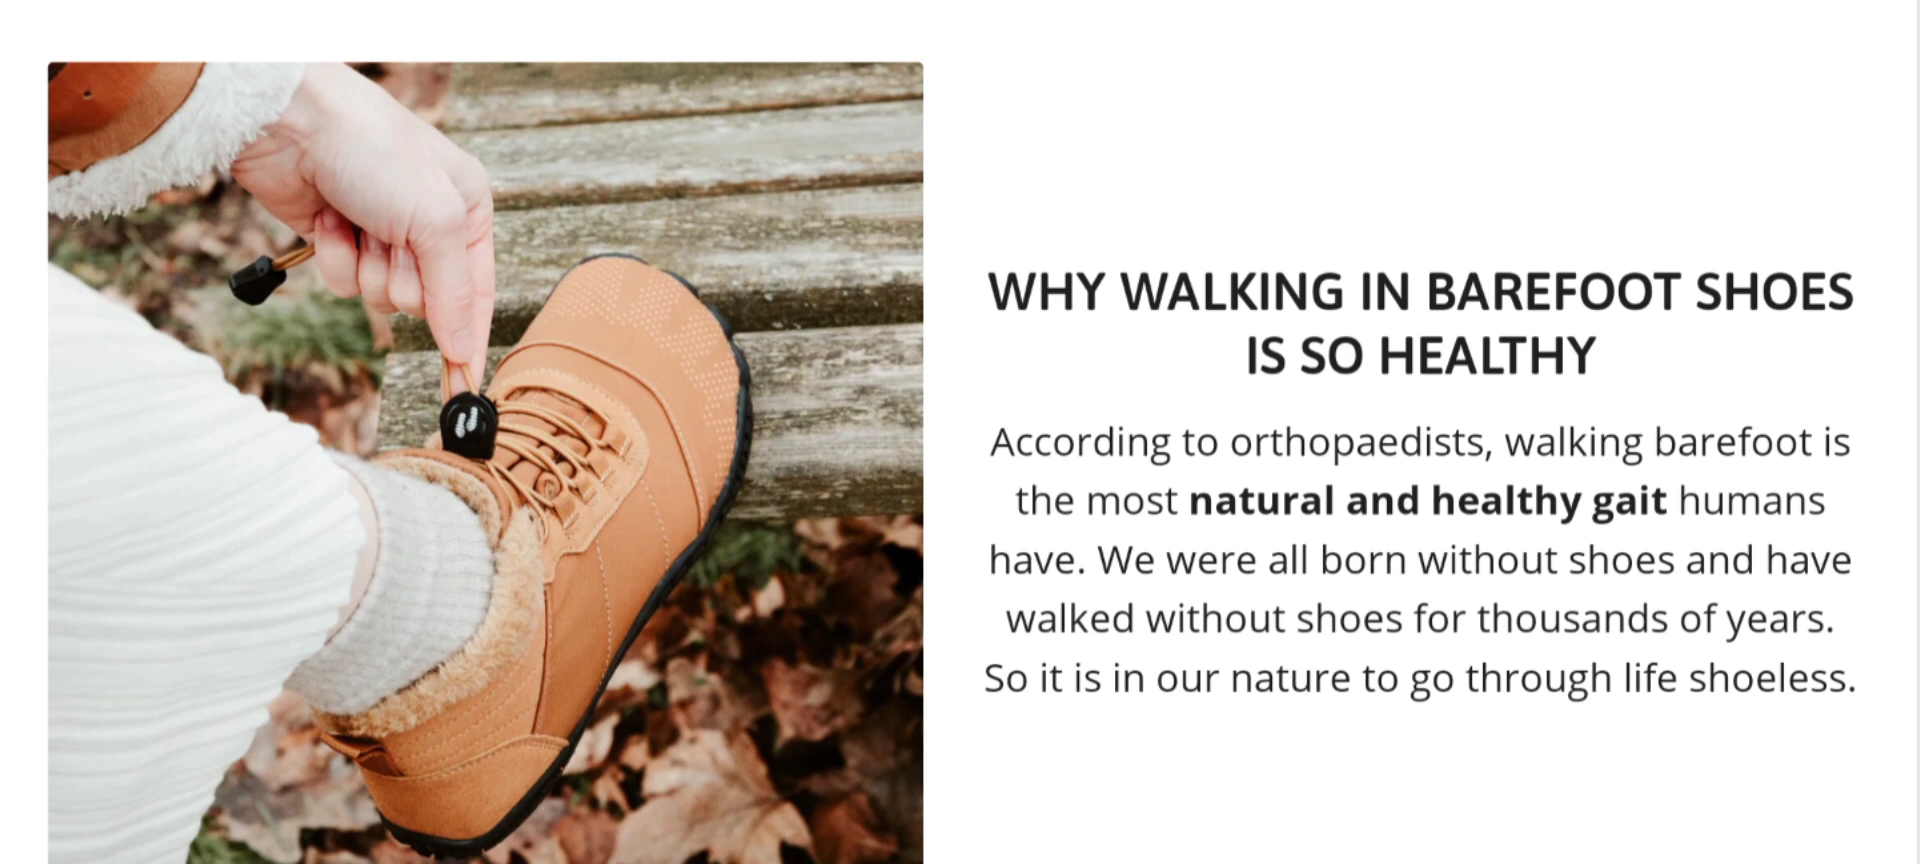 WHY WALKING IN BAREFOOT SHOES
IS SO HEALTHY
According to orthopaedists, walking barefoot is
the most natural and healthy gait humans
have. We were all born without shoes and have
walked without shoes for thousands of years.
So it is in our nature to go through life shoeless.